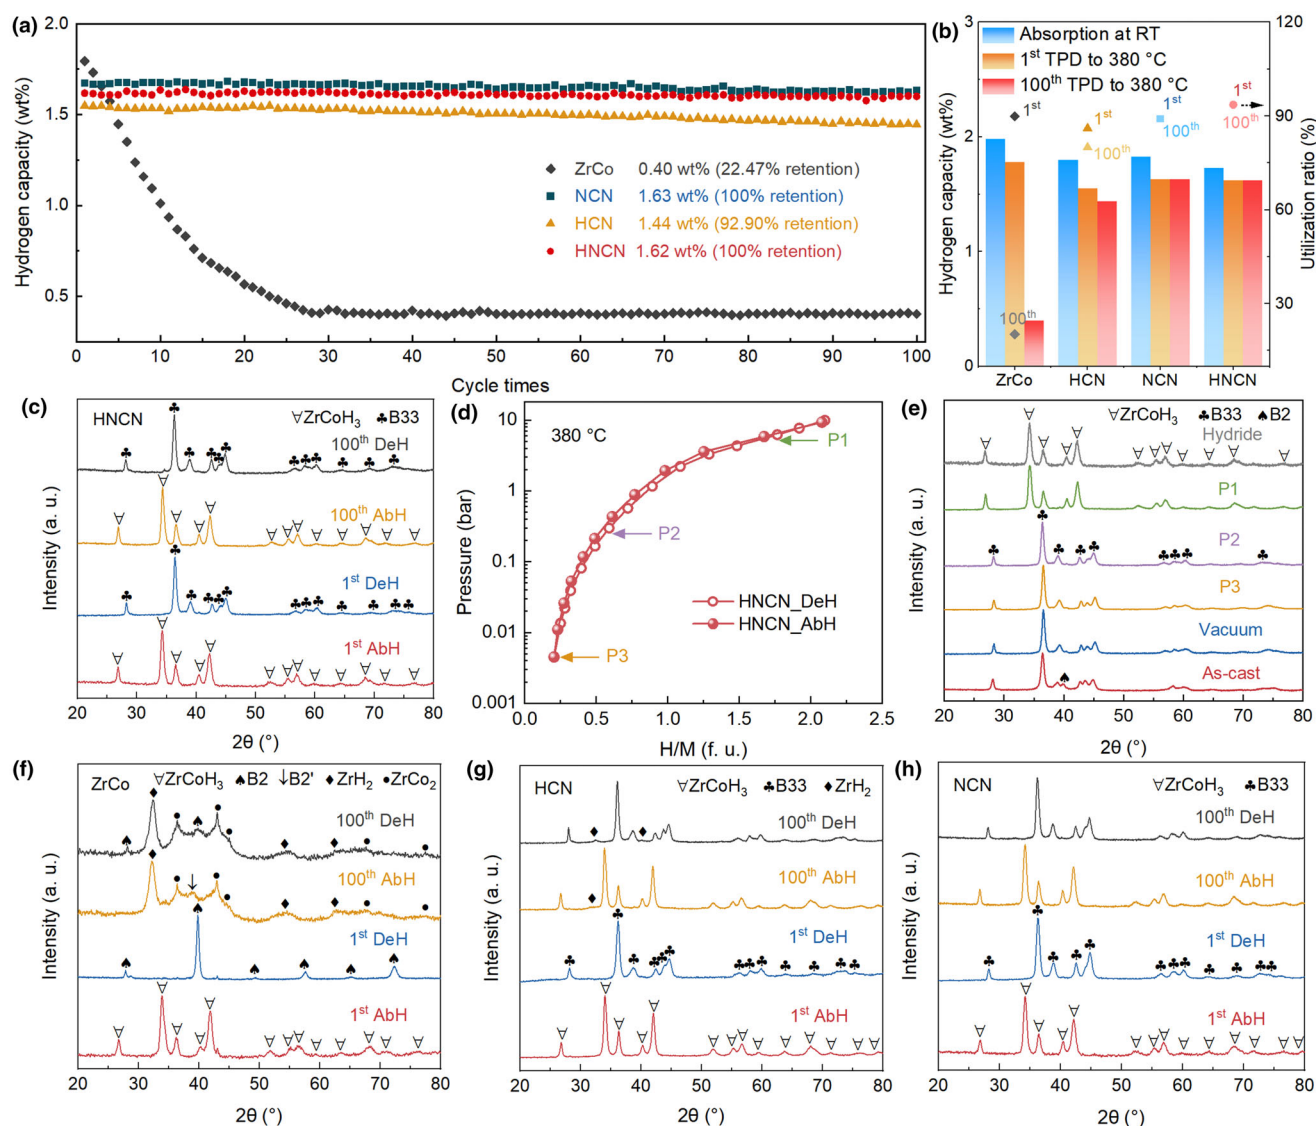 (a)
Hydrogen capacity (wt%)
2.0
1.5
1.0
0.5
ZrCo 0.40 wt% (22.47% retention)
NCN 1.63 wt% (100% retention)
HCN 1.44 wt% (92.90% retention)
HNCN 1.62 wt% (100% retention)
0 10 20 30 40 50 60 70 80 90 100
Cycle times
(b)
Hydrogen capacity (wt%)
3
2
1
0
Absorption at RT
1st TPD to 380 °C
100th TPD to 380 °C
1st
100th
1st
100th
1st
100th
1st
100th
120
90
60
30
Utilization ratio (%)
ZrCo HCN NCN HNCN
(c)
HNCN
ZrCoH3 B33
100th DeH
100th AbH
1st DeH
1st AbH
Intensity (a. u.)
20 30 40 50 60 70 80
2θ (°)
(d)
380 °C
Pressure (bar)
10
1
0.1
0.01
0.001
P1
P2
P3
HNCN_DeH
HNCN_AbH
0.0 0.5 1.0 1.5 2.0 2.5
H/M (f. u.)
(e)
ZrCoH3 B33 B2
Hydride
P1
P2
P3
Vacuum
As-cast
Intensity (a. u.)
20 30 40 50 60 70 80
2θ (°)
(f)
ZrCo
ZrCoH3 B2 ↓B2' ZrH2 ZrCo2
100th DeH
100th AbH
1st DeH
1st AbH
Intensity (a. u.)
20 30 40 50 60 70 80
2θ (°)
(g)
HCN
ZrCoH3 B33 ZrH2
100th DeH
100th AbH
1st DeH
1st AbH
Intensity (a. u.)
20 30 40 50 60 70 80
2θ (°)
(h)
NCN
ZrCoH3 B33
100th DeH
100th AbH
1st DeH
1st AbH
Intensity (a. u.)
20 30 40 50 60 70 80
2θ (°)